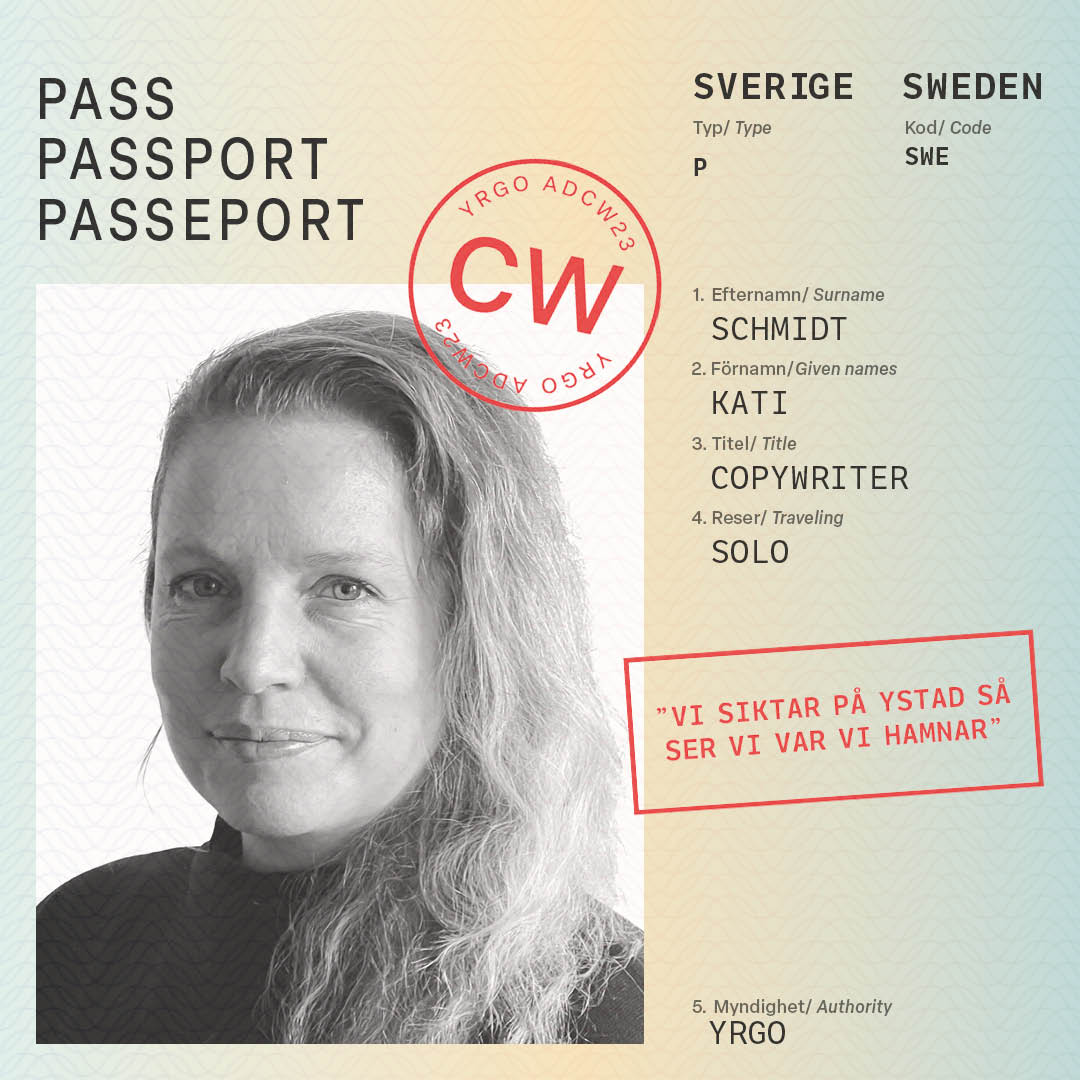 PASS
PASSPORT
PASSEPORT
YRGO ADCW23
CW
YRGO ADCW23
SVERIGE SWEDEN
Typ/ Type Kod/ Code
P SWE
1. Efternamn/ Surname
SCHMIDT
2. Förnamn/Given names
KATI
3. Titel/ Title
COPYWRITER
4. Reser/ Traveling
SOLO
”VI SIKTAR PÅ YSTAD SÅ
SER VI VAR VI HAMNAR”
5. Myndighet/ Authority
YRGO